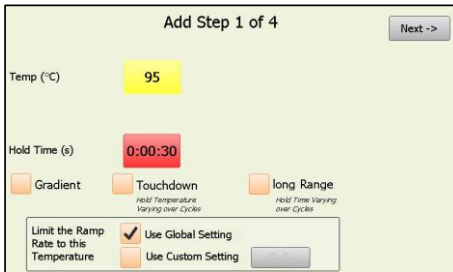 Add Step 1 of 4
Next ->
Temp (°C)
95
Hold Time (s)
0:00:30
Gradient
Touchdown
long Range
Hold Temperature
Varying over Cycles
Hold Time Varying
over Cycles
Limit the Ramp
Rate to this
Temperature
Use Global Setting
Use Custom Setting